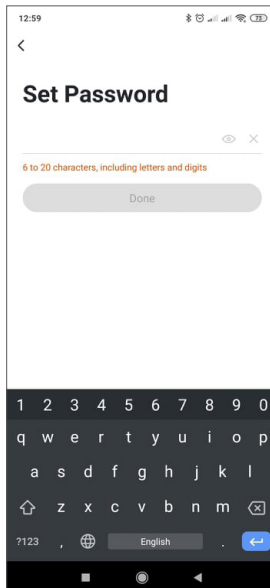 12:59
72
Set Password
6 to 20 characters, including letters and digits
Done
1 2 3 4 5 6 7 8 9 0
q w e r t y u i o p
a s d f g h j k l
z x c v b n m
?123 , English .